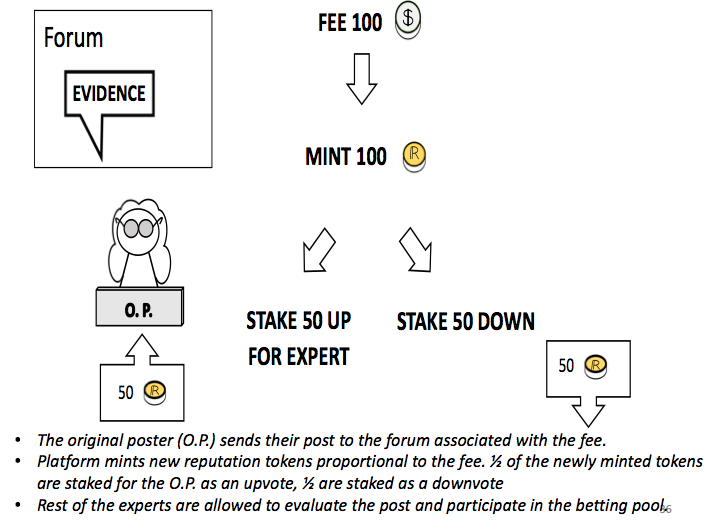 Forum
EVIDENCE
FEE 100 $
MINT 100 R
O. P.
50 R
STAKE 50 UP
FOR EXPERT
STAKE 50 DOWN
50 R
• The original poster (O.P.) sends their post to the forum associated with the fee.
• Platform mints new reputation tokens proportional to the fee. ½ of the newly minted tokens
are staked for the O.P. as an upvote, ½ are staked as a downvote
• Rest of the experts are allowed to evaluate the post and participate in the betting pool.
36